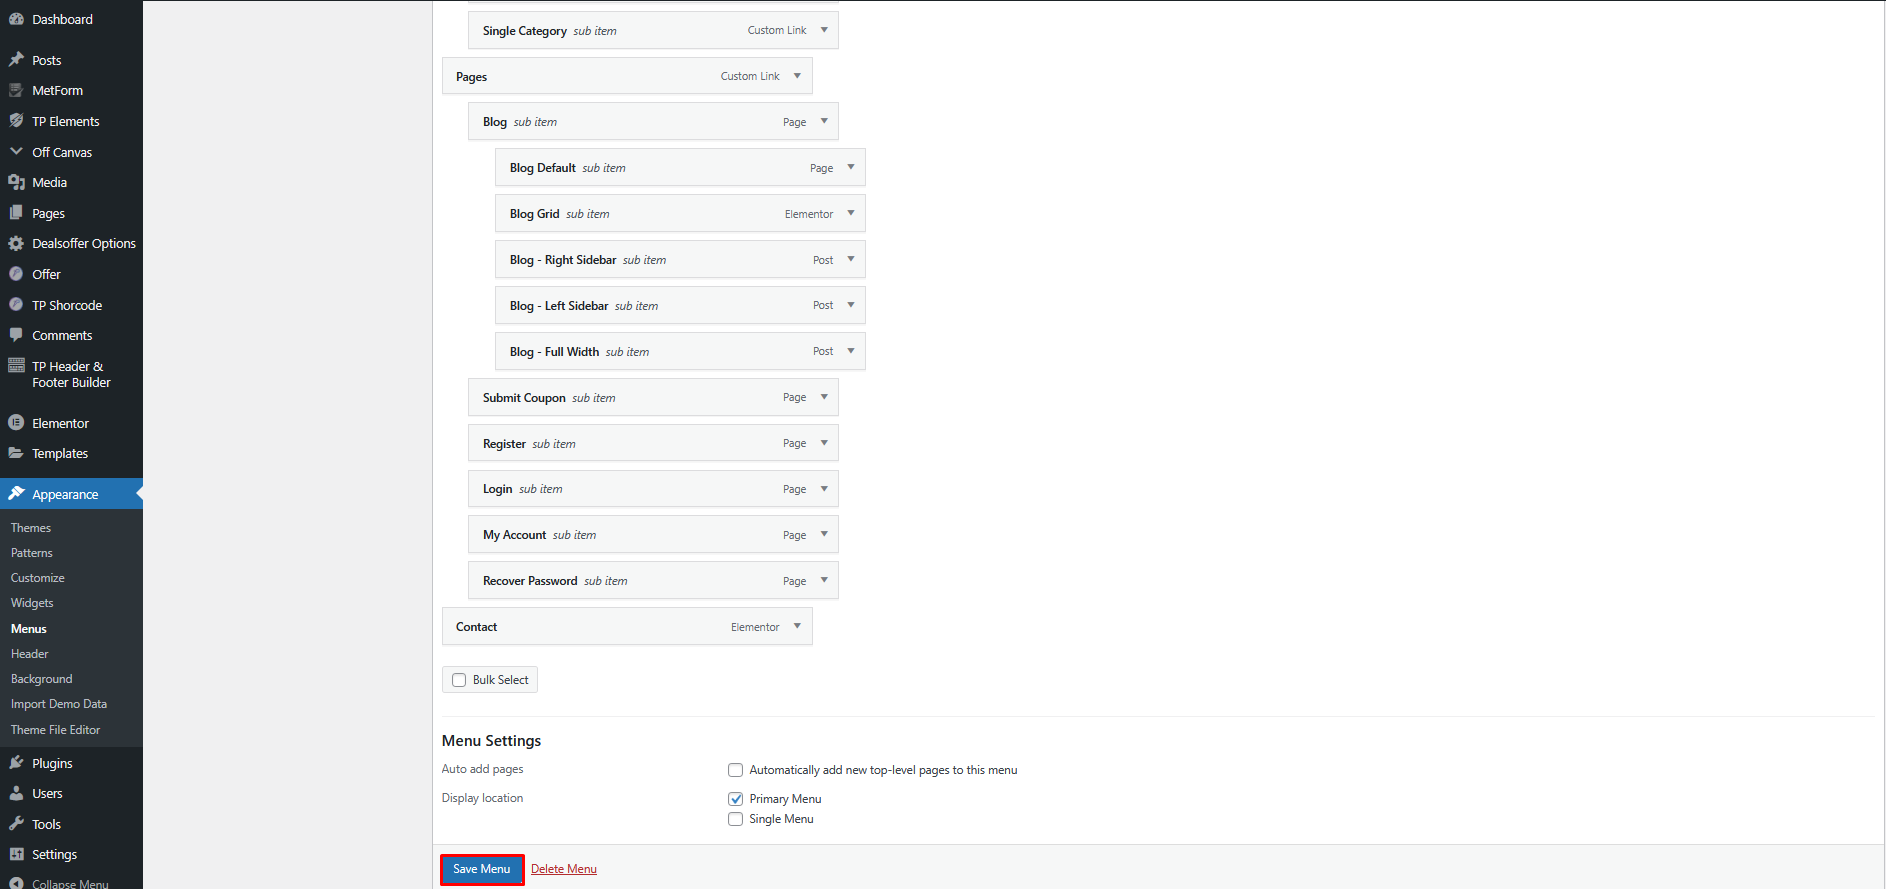 Dashboard
Posts
MetForm
TP Elements
Off Canvas
Media
Pages
Dealsoffer Options
Offer
TP Shorcode
Comments
TP Header &
Footer Builder
Elementor
Templates
Appearance
Themes
Patterns
Customize
Widgets
Menus
Header
Background
Import Demo Data
Theme File Editor
Plugins
Users
Tools
Settings
Collapse Menu
Single Category sub item Custom Link
Pages Custom Link
Blog sub item Page
Blog Default sub item Page
Blog Grid sub item Elementor
Blog - Right Sidebar sub item Post
Blog - Left Sidebar sub item Post
Blog - Full Width sub item Post
Submit Coupon sub item Page
Register sub item Page
Login sub item Page
My Account sub item Page
Recover Password sub item Page
Contact Elementor
Bulk Select
Menu Settings
Auto add pages Automatically add new top-level pages to this menu
Display location Primary Menu
Single Menu
Save Menu Delete Menu